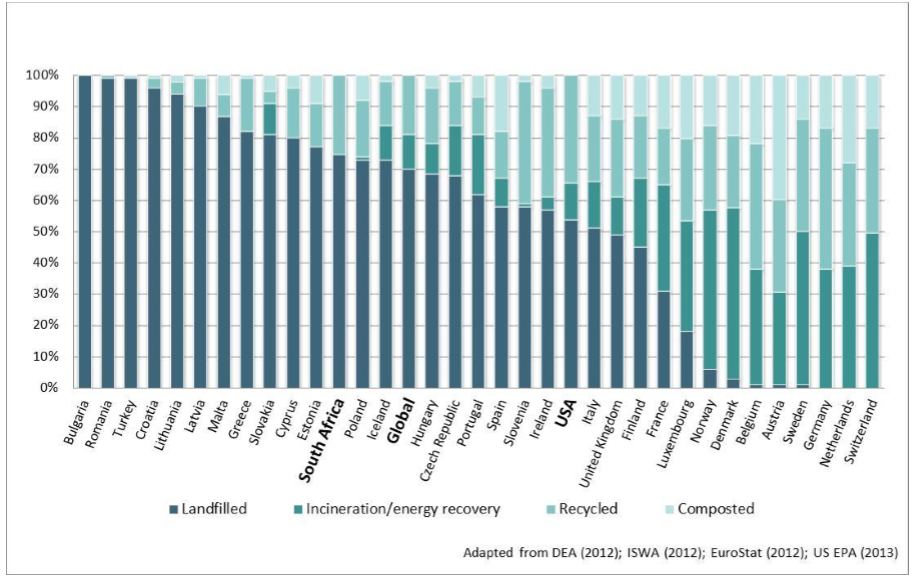 100%
90%
80%
70%
60%
50%
40%
30%
20%
10%
0%
Bulgaria
Romania
Turkey
Croatia
Lithuania
Latvia
Malta
Greece
Slovakia
Cyprus
Estonia
South Africa
Poland
Iceland
Global
Hungary
Czech Republic
Portugal
Spain
Slovenia
Ireland
USA
Italy
United Kingdom
Finland
France
Luxembourg
Norway
Denmark
Belgium
Austria
Sweden
Germany
Netherlands
Switzerland
Landfilled Incineration/energy recovery Recycled Composted
Adapted from DEA (2012); ISWA (2012); EuroStat (2012); US EPA (2013)